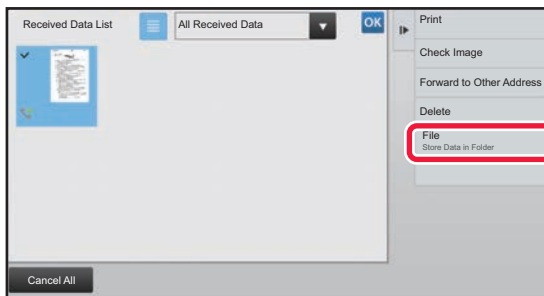 Received Data List
All Received Data
OK
Print
Check Image
Forward to Other Address
Delete
File
Store Data in Folder
Cancel All